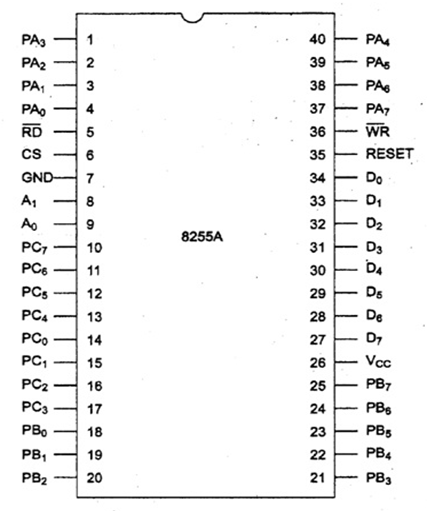 PA₃ 1 40 PA₄
PA₂ 2 39 PA₅
PA₁ 3 38 PA₆
PA₀ 4 37 PA₇
R̅D̅ 5 36 W̅R̅
CS 6 35 RESET
GND 7 34 D₀
A₁ 8 33 D₁
A₀ 9 32 D₂
8255A
PC₇ 10 31 D₃
PC₆ 11 30 D₄
PC₅ 12 29 D₅
PC₄ 13 28 D₆
PC₀ 14 27 D₇
PC₁ 15 26 V_CC
PC₂ 16 25 PB₇
PC₃ 17 24 PB₆
PB₀ 18 23 PB₅
PB₁ 19 22 PB₄
PB₂ 20 21 PB₃